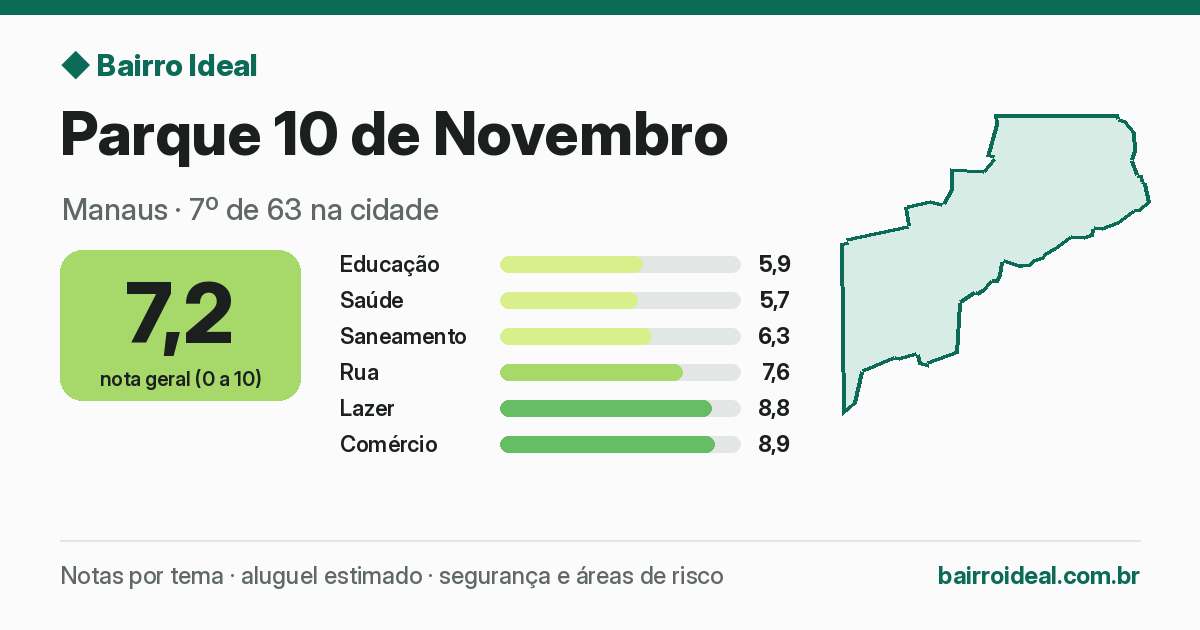 Bairro Ideal
Parque 10 de Novembro
Manaus · 7º de 63 na cidade
7,2
nota geral (0 a 10)
Educação 5,9
Saúde 5,7
Saneamento 6,3
Rua 7,6
Lazer 8,8
Comércio 8,9
Notas por tema · aluguel estimado · segurança e áreas de risco
bairroideal.com.br